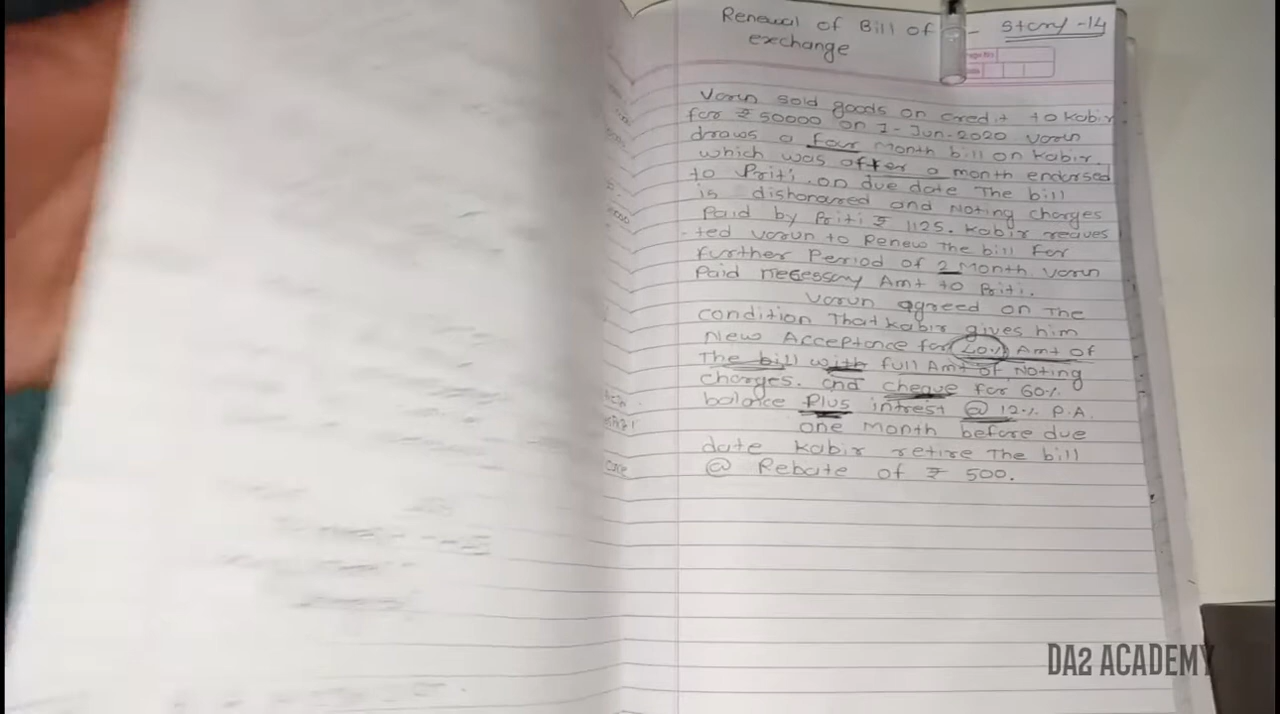 Renewal of Bill of - Story -14
exchange
Varun sold goods on credit to Kabir
for ₹ 50000 on 1-Jun-2020 Varun
draws a four Month bill on Kabir.
which was after a month endorsed
to Priti. on due date The bill
is dishonared and Noting charges
Paid by Priti ₹ 1125. Kabir reques
-ted Varun to Renew The bill for
further Period of 2 Month Varun
Paid necessary Amt to Priti.
Varun agreed on The
condition That Kabir gives him
New Acceptance for 40% Amt of
The bill with full Amt of Noting
charges. and cheque for 60%
balance Plus intrest @ 12% P.A.
one Month before due
date Kabir retire The bill
@ Rebate of ₹ 500.
DA2 ACADEMY